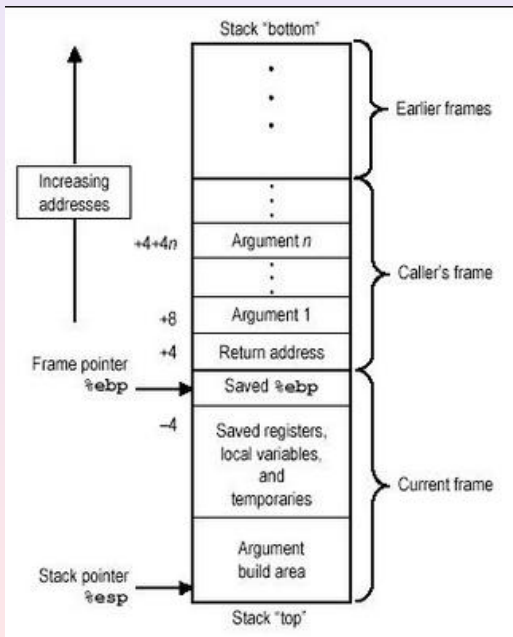 Stack "bottom"
Earlier frames
Increasing
addresses
+4+4n
Argument n
Caller's frame
+8
Argument 1
+4
Return address
Frame pointer
%ebp
Saved %ebp
–4
Saved registers,
local variables,
and
temporaries
Current frame
Argument
build area
Stack pointer
%esp
Stack "top"